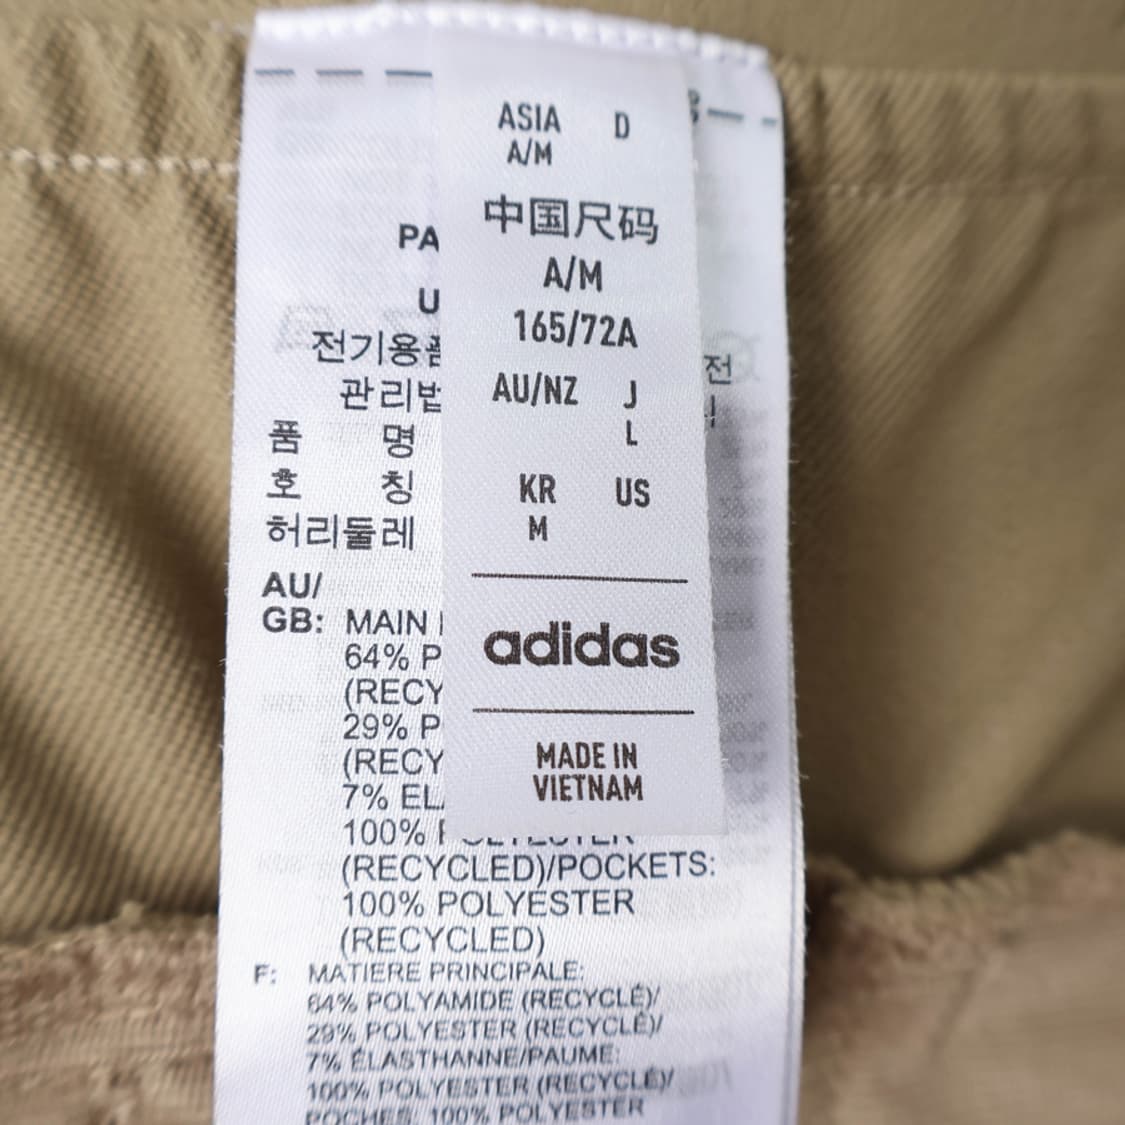 ASIA D
A/M
中国尺码
A/M
165/72A
AU/NZ J
L
KR US
M
adidas
MADE IN
VIETNAM
PA
U
전기용품 전
관리법
품 명
호 칭
허리둘레
AU/
GB: MAIN
64% P
(RECY
29% P
(RECY
7% EL
100% POLYESTER
(RECYCLED)/POCKETS:
100% POLYESTER
(RECYCLED)
F: MATIERE PRINCIPALE:
64% POLYAMIDE (RECYCLÉ)/
29% POLYESTER (RECYCLÉ)/
7% ÉLASTHANNE/PAUME:
100% POLYESTER (RECYCLÉ)/
POCHES: 100% POLYESTER